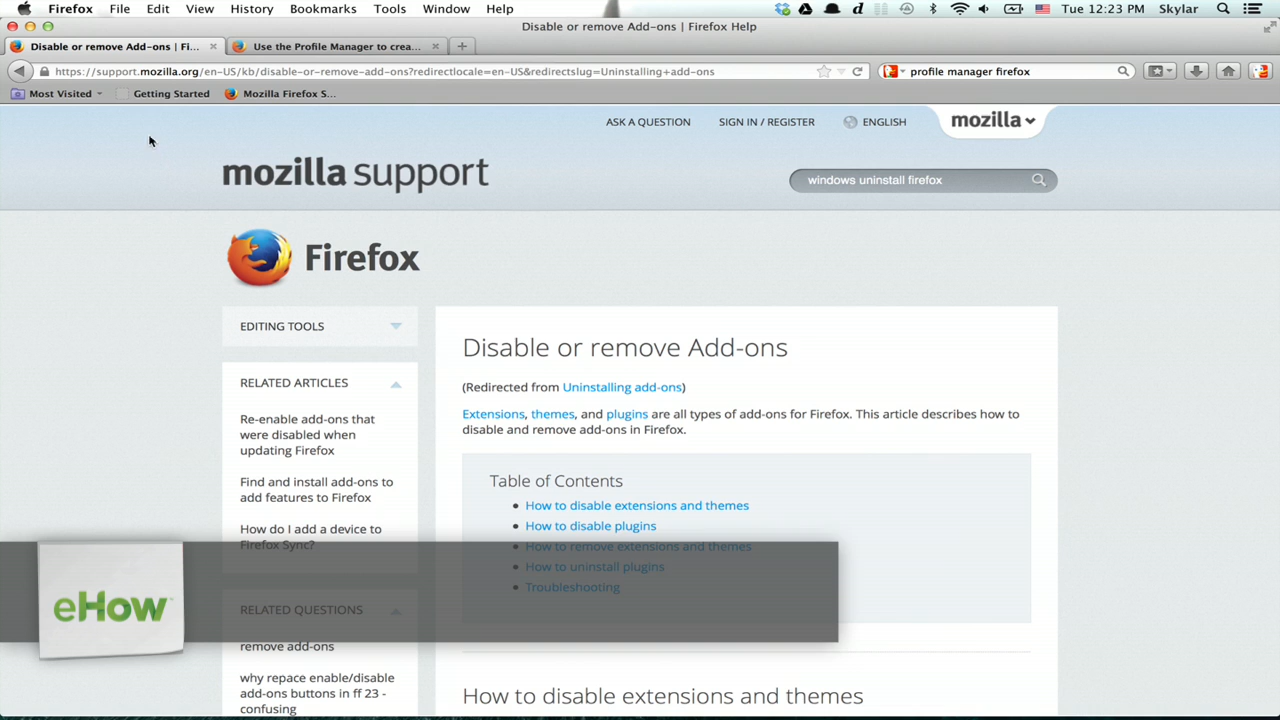 Firefox File Edit View History Bookmarks Tools Window Help Tue 12:23 PM Skylar
Disable or remove Add-ons | Firefox Help
Disable or remove Add-ons | Fi... Use the Profile Manager to crea...
https://support.mozilla.org/en-US/kb/disable-or-remove-add-ons?redirectlocale=en-US&redirectslug=Uninstalling+add-ons profile manager firefox
Most Visited Getting Started Mozilla Firefox S...
ASK A QUESTION SIGN IN / REGISTER ENGLISH mozilla
mozilla support
windows uninstall firefox
Firefox
EDITING TOOLS
RELATED ARTICLES
Re-enable add-ons that
were disabled when
updating Firefox
Find and install add-ons to
add features to Firefox
How do I add a device to
Firefox Sync?
RELATED QUESTIONS
remove add-ons
why repace enable/disable
add-ons buttons in ff 23 -
confusing
Disable or remove Add-ons
(Redirected from Uninstalling add-ons)
Extensions, themes, and plugins are all types of add-ons for Firefox. This article describes how to
disable and remove add-ons in Firefox.
Table of Contents
How to disable extensions and themes
How to disable plugins
How to remove extensions and themes
How to uninstall plugins
Troubleshooting
How to disable extensions and themes
eHow